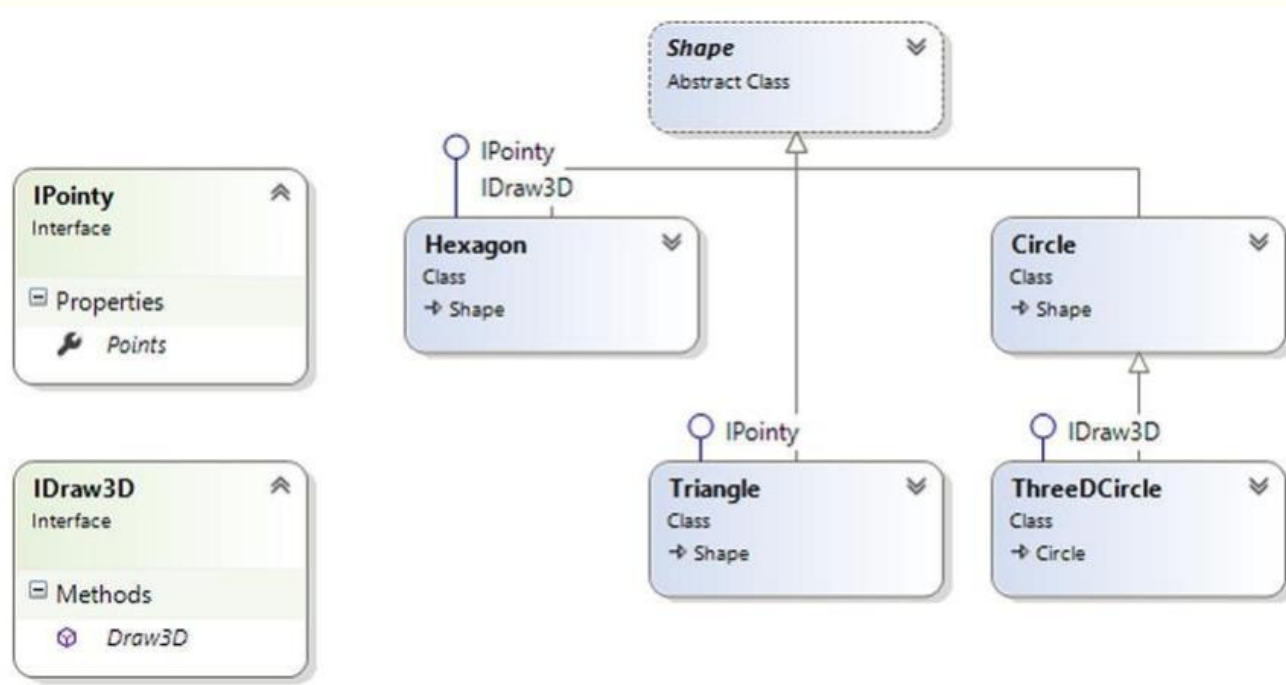 Shape
Abstract Class
IPointy
IDraw3D
IPointy
Interface
Properties
Points
Hexagon
Class
Shape
Circle
Class
Shape
IPointy
IDraw3D
IDraw3D
Interface
Methods
Draw3D
Triangle
Class
Shape
ThreeDCircle
Class
Circle